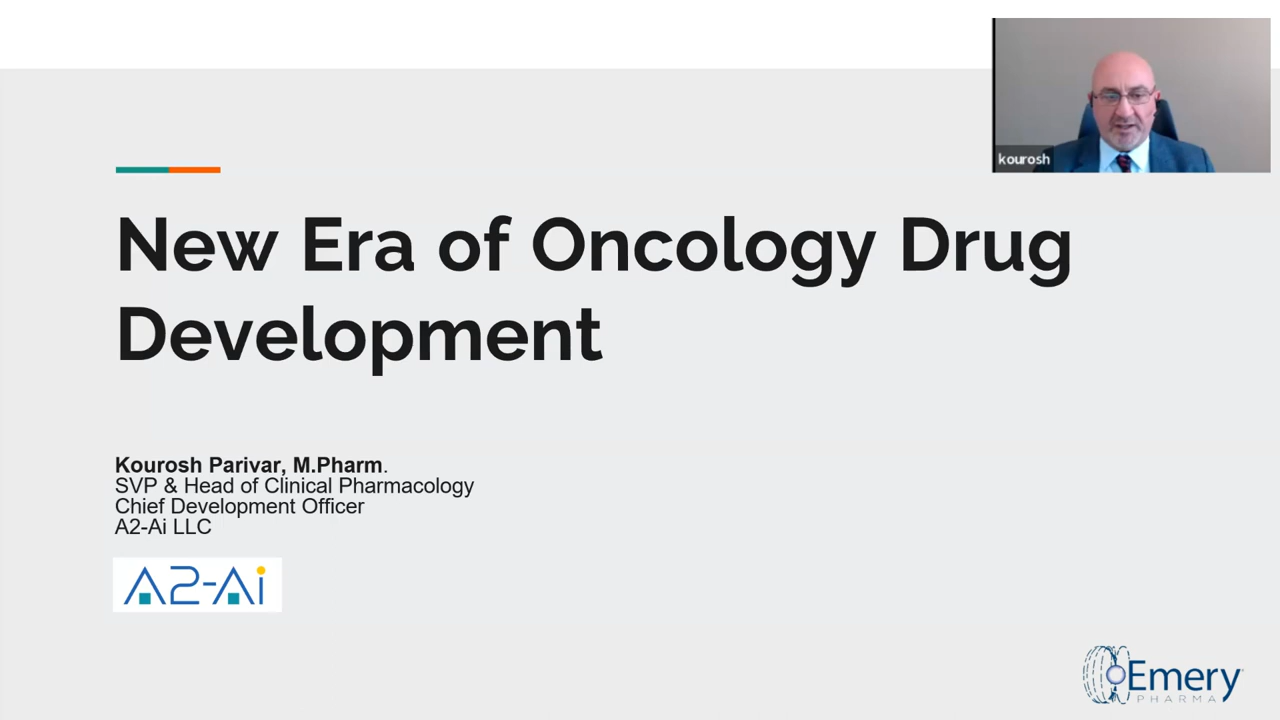 kourosh
New Era of Oncology Drug
Development
Kourosh Parivar, M.Pharm.
SVP & Head of Clinical Pharmacology
Chief Development Officer
A2-Ai LLC
A2-Ai
Emery
PHARMA